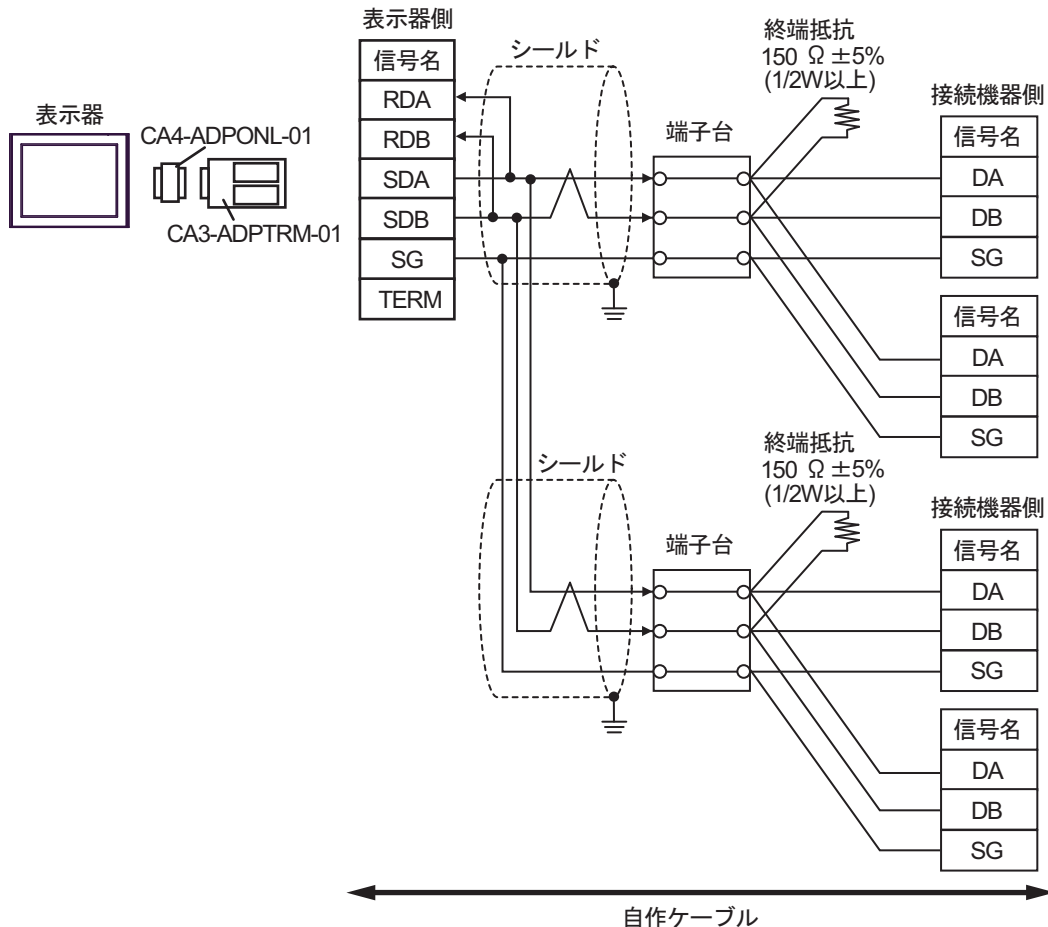 表示器
CA4-ADPONL-01
CA3-ADPTRM-01
表示器側
信号名
RDA
RDB
SDA
SDB
SG
TERM
シールド
端子台
終端抵抗
150 Ω ±5%
(1/2W以上)
接続機器側
信号名
DA
DB
SG
信号名
DA
DB
SG
シールド
端子台
終端抵抗
150 Ω ±5%
(1/2W以上)
接続機器側
信号名
DA
DB
SG
信号名
DA
DB
SG
自作ケーブル